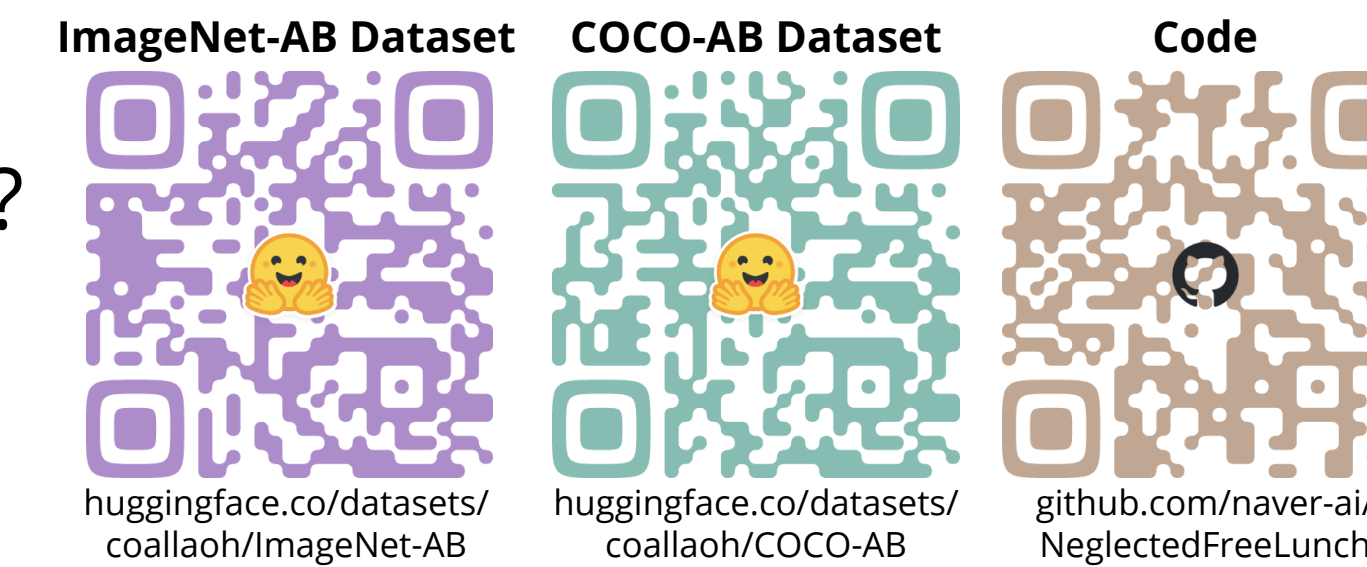 ?
ImageNet-AB Dataset
huggingface.co/datasets/
coallaoh/ImageNet-AB
COCO-AB Dataset
huggingface.co/datasets/
coallaoh/COCO-AB
Code
github.com/naver-ai/
NeglectedFreeLunch